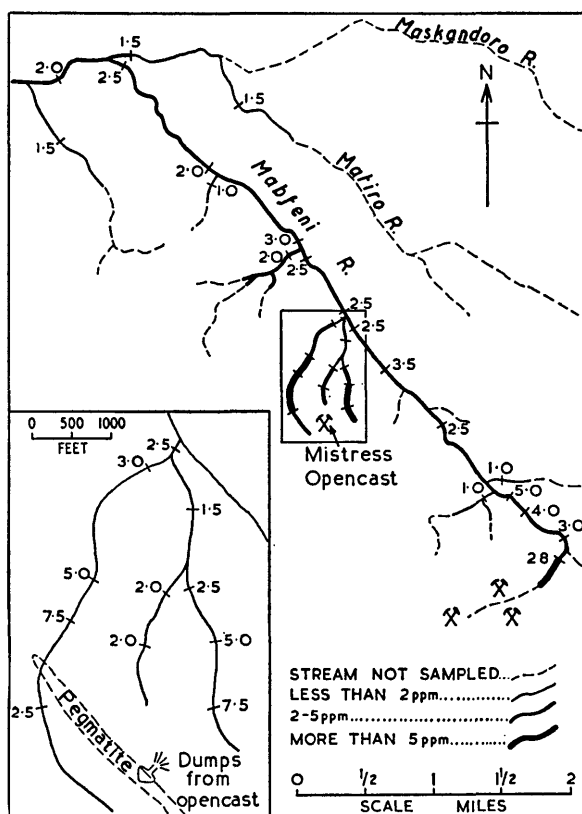 Maskandoro R.
1·5
2·0
2·5
1·5
N
1·5
2·0
1·0
Mabfeni R.
Matiro R.
3·0
2·0
2·5
2·5
2·5
3·5
2·5
Mistress
Opencast
1·0
1·0
5·0
4·0
3·0
28
0 500 1000
FEET
2·5
3·0
1·5
5·0
2·0
2·5
7·5
2·0
5·0
2·5
7·5
Pegmatite
Dumps
from
opencast
STREAM NOT SAMPLED...
LESS THAN 2ppm
2-5ppm
MORE THAN 5ppm
0 1/2 1 1½ 2
SCALE MILES